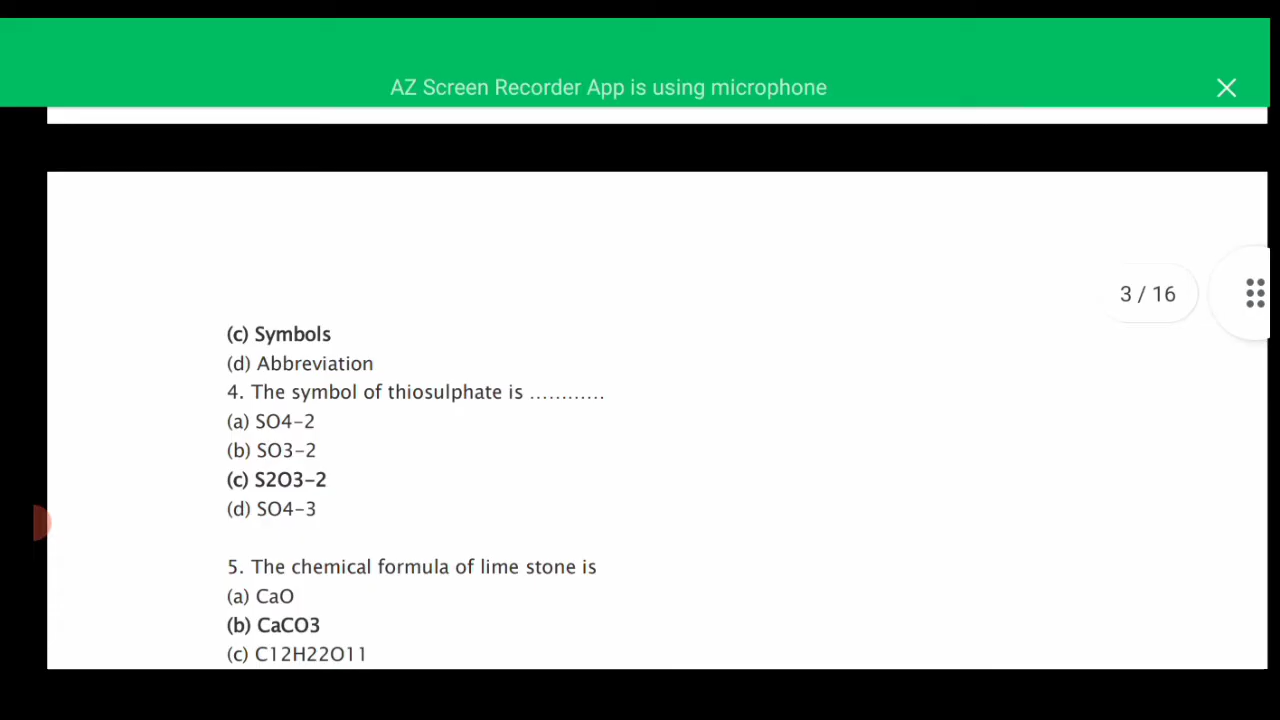 AZ Screen Recorder App is using microphone
3 / 16
(c) Symbols
(d) Abbreviation
4. The symbol of thiosulphate is ............
(a) SO4-2
(b) SO3-2
(c) S2O3-2
(d) SO4-3
5. The chemical formula of lime stone is
(a) CaO
(b) CaCO3
(c) C12H22O11